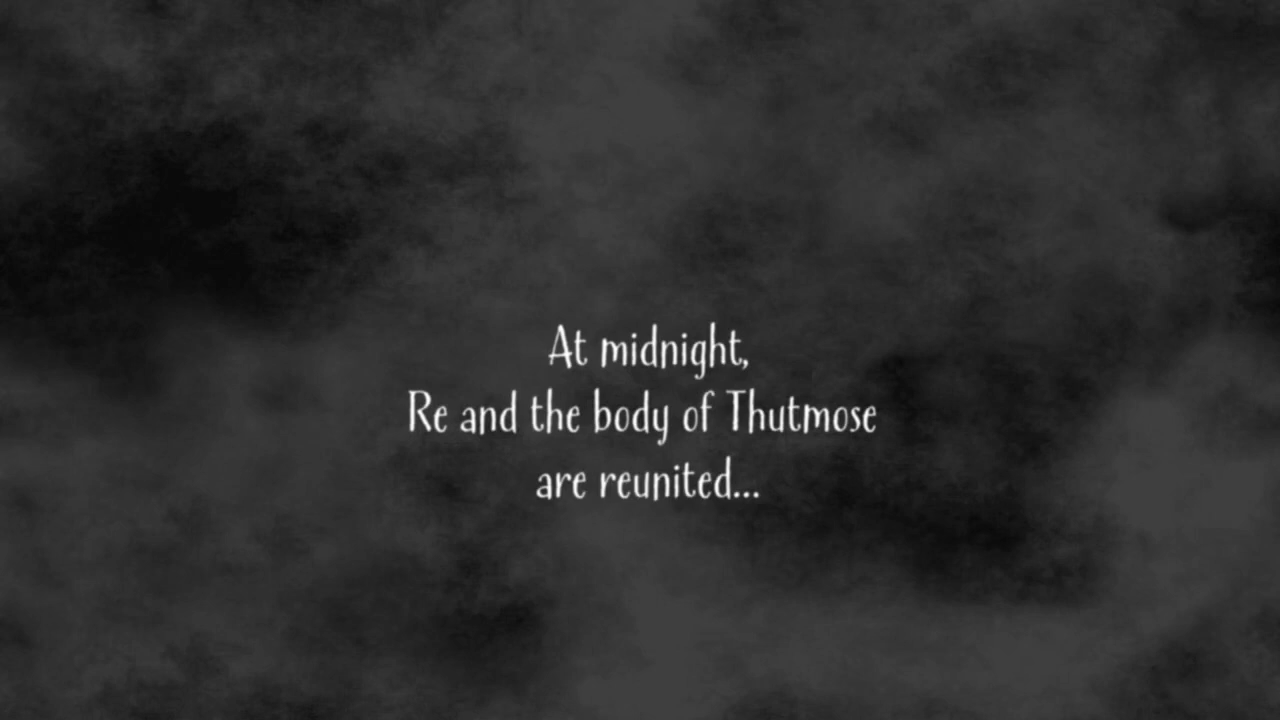 At midnight,
Re and the body of Thutmose
are reunited...